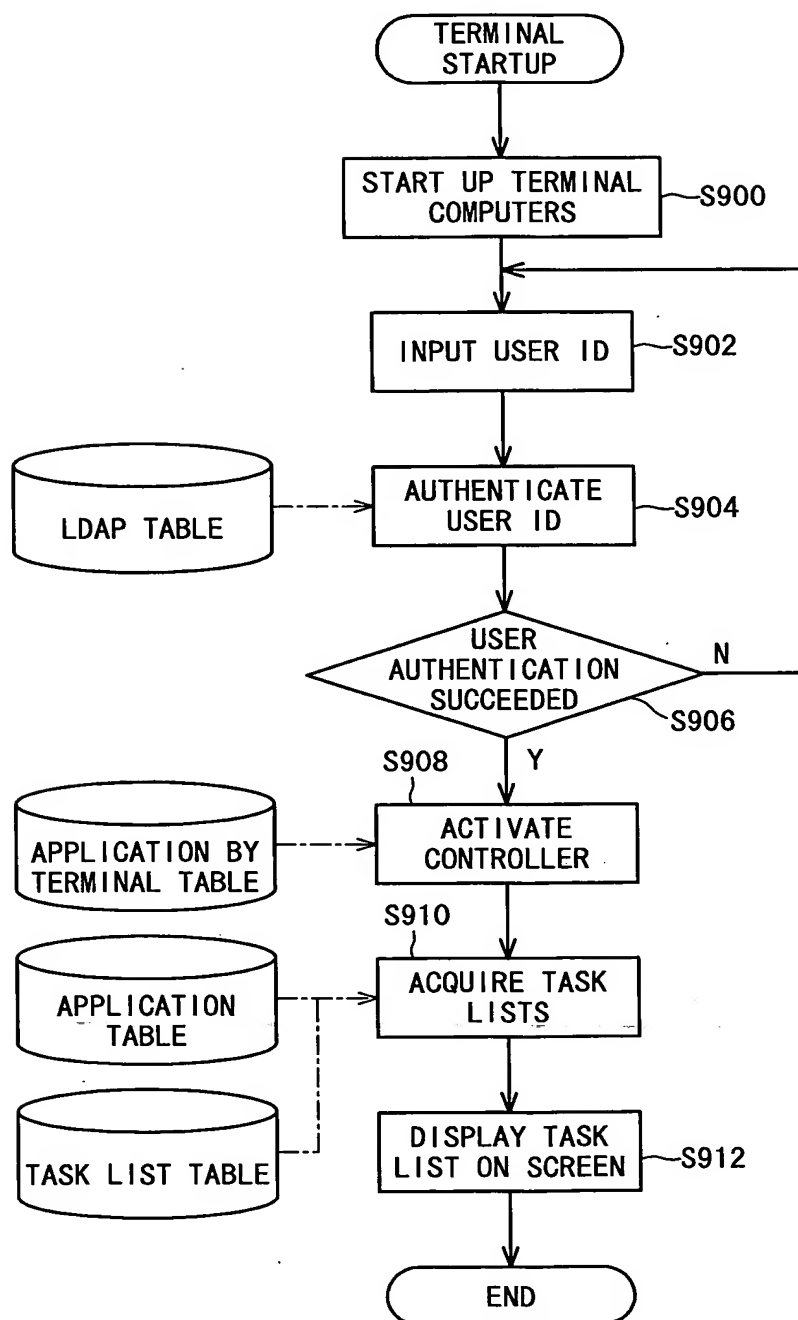 TERMINAL
STARTUP
START UP TERMINAL
COMPUTERS
S900
INPUT USER ID
S902
LDAP TABLE
AUTHENTICATE
USER ID
S904
USER
AUTHENTICATION
SUCCEEDED
N
S906
Y
S908
APPLICATION BY
TERMINAL TABLE
ACTIVATE
CONTROLLER
S910
APPLICATION
TABLE
ACQUIRE TASK
LISTS
TASK LIST TABLE
DISPLAY TASK
LIST ON SCREEN
S912
END